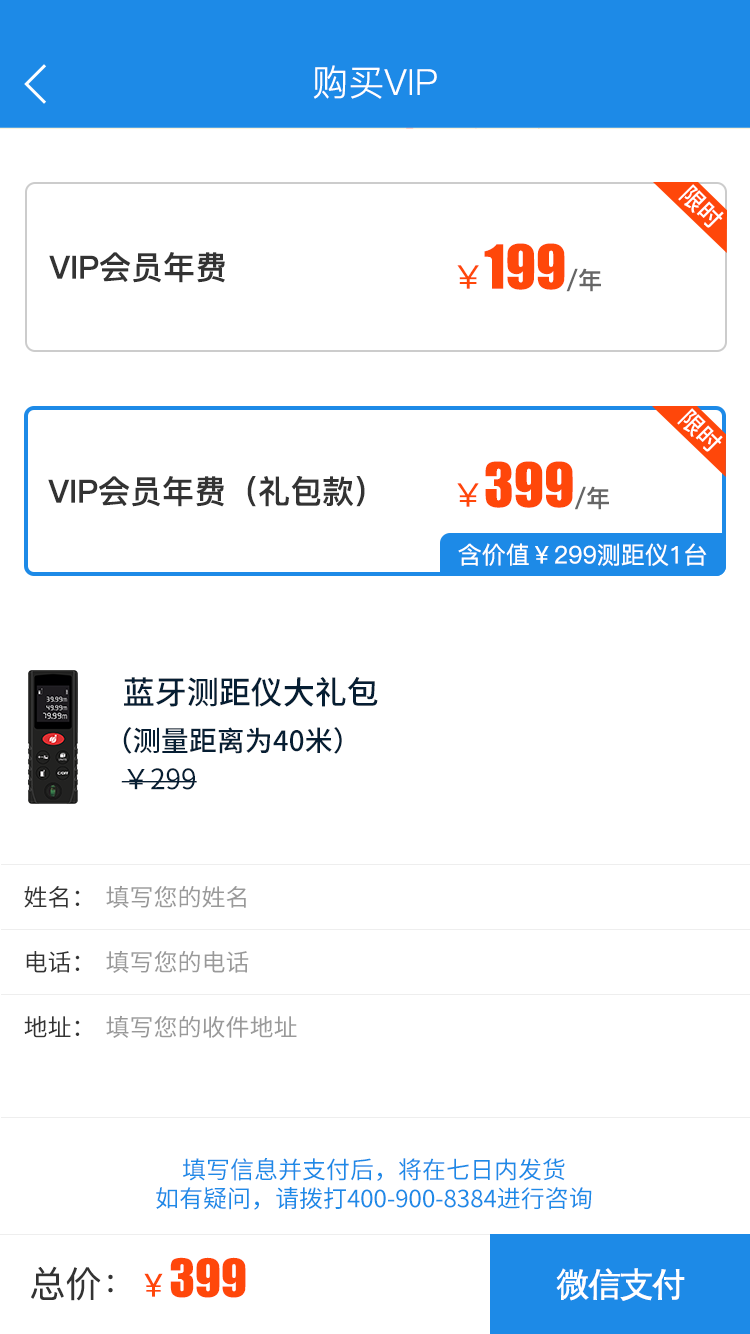 购买VIP
限时
VIP会员年费
￥199/年
限时
VIP会员年费（礼包款）
￥399/年
含价值￥299测距仪1台
39.99m
49.99m
79.99m
蓝牙测距仪大礼包
（测量距离为40米）
￥299
姓名： 填写您的姓名
电话： 填写您的电话
地址： 填写您的收件地址
填写信息并支付后，将在七日内发货
如有疑问，请拨打400-900-8384进行咨询
总价：￥399
微信支付